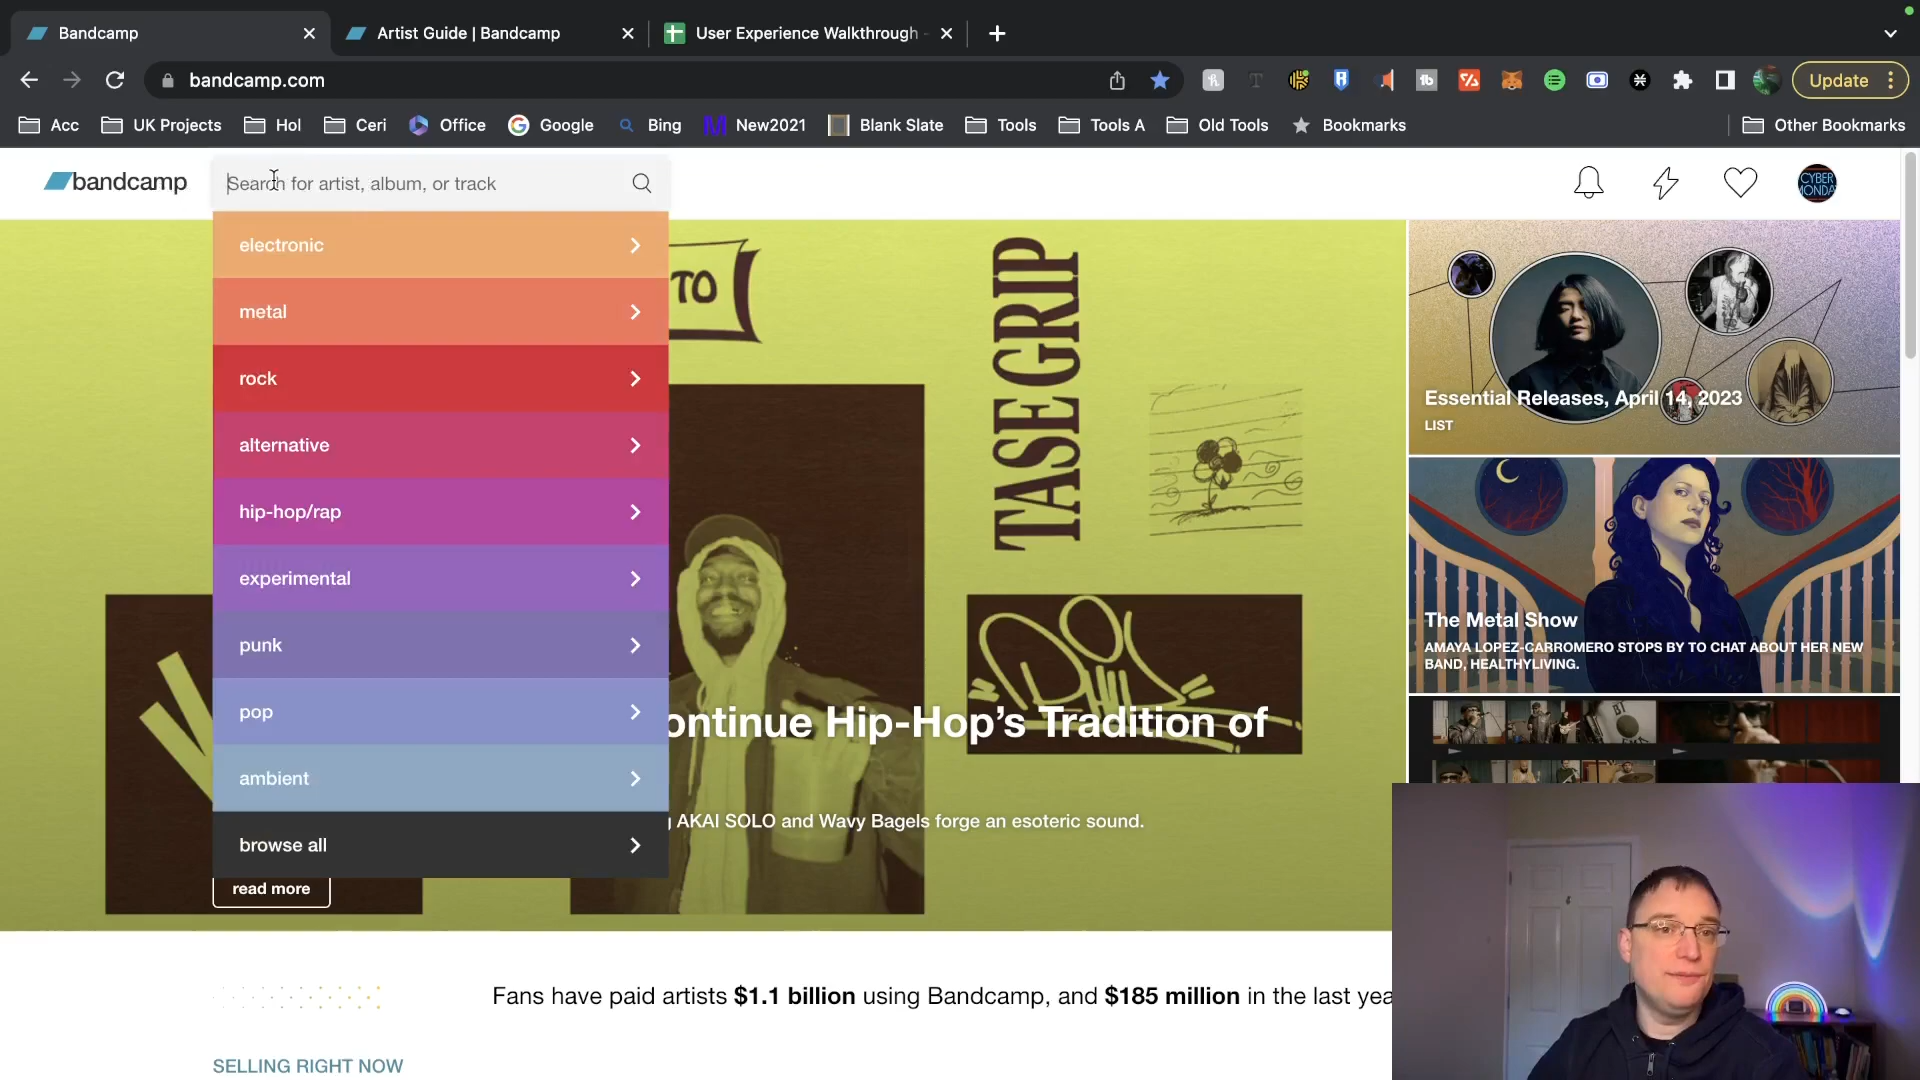 Bandcamp
Artist Guide | Bandcamp
User Experience Walkthrough -
bandcamp.com
Update
Acc
UK Projects
Hol
Ceri
Office
Google
Bing
New2021
Blank Slate
Tools
Tools A
Old Tools
Bookmarks
Other Bookmarks
bandcamp
Search for artist, album, or track
CYBER
MONDA
electronic
metal
rock
alternative
hip-hop/rap
experimental
punk
pop
ambient
browse all
TO
TASE GRIP
ontinue Hip-Hop’s Tradition of
AKAI SOLO and Wavy Bagels forge an esoteric sound.
read more
Essential Releases, April 14, 2023
LIST
The Metal Show
AMAYA LOPEZ-CARROMERO STOPS BY TO CHAT ABOUT HER NEW
BAND, HEALTHYLIVING.
Fans have paid artists $1.1 billion using Bandcamp, and $185 million in the last yea
SELLING RIGHT NOW